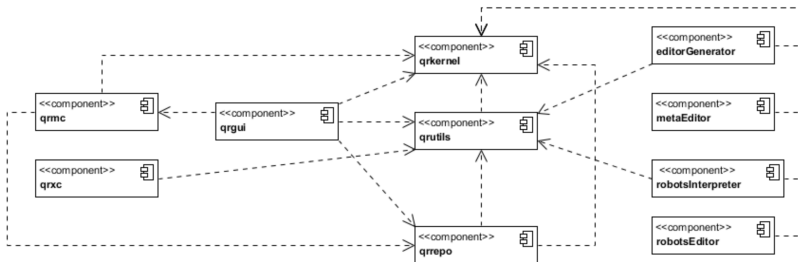 <<component>>
qrkernel
<<component>>
editorGenerator
<<component>>
qrmc
<<component>>
qrgui
<<component>>
qrutils
<<component>>
metaEditor
<<component>>
qrxc
<<component>>
robotsInterpreter
<<component>>
qrrepo
<<component>>
robotsEditor